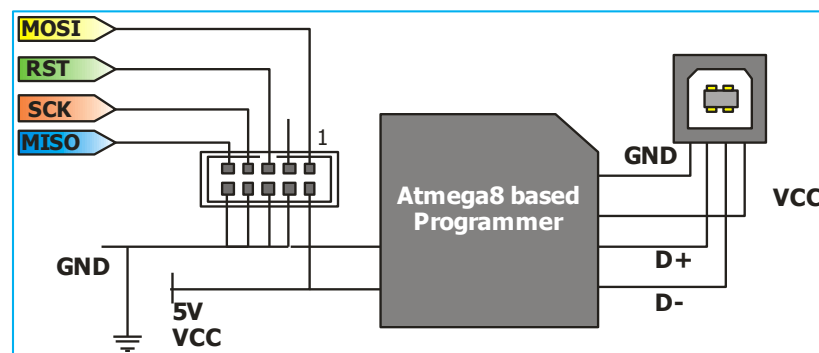 MOSI
RST
SCK
MISO
1
GND
5V
VCC
Atmega8 based
Programmer
GND
VCC
D+
D-